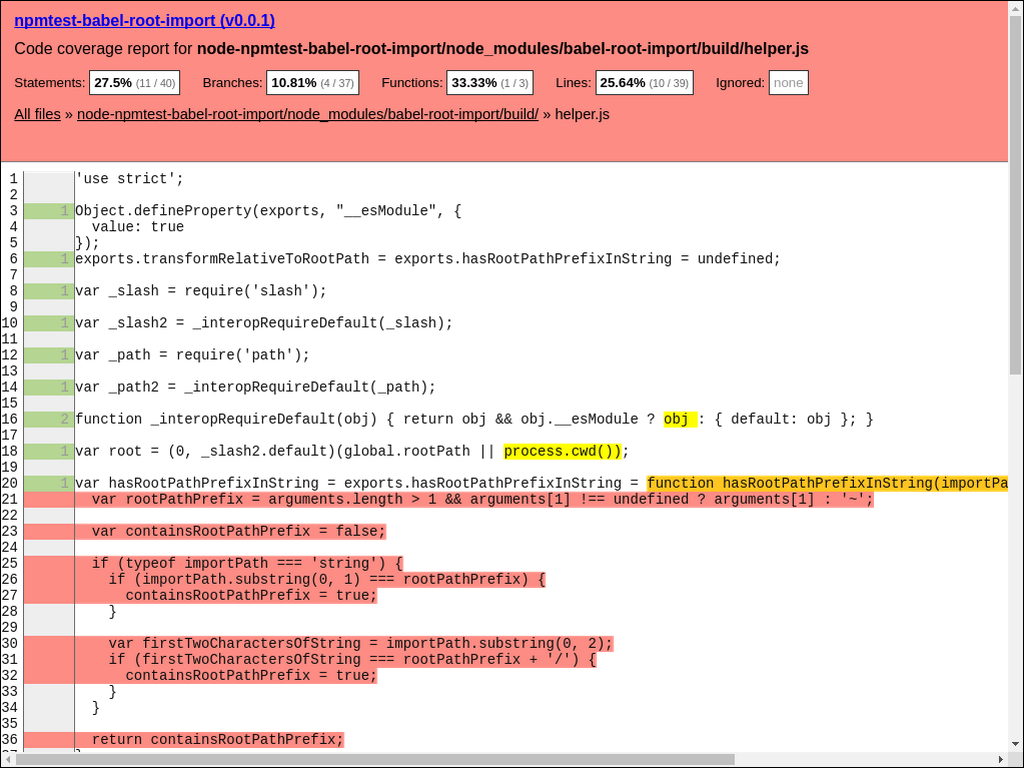 npmtest-babel-root-import (v0.0.1)
Code coverage report for node-npmtest-babel-root-import/node_modules/babel-root-import/build/helper.js
Statements: 27.5% (11 / 40) Branches: 10.81% (4 / 37) Functions: 33.33% (1 / 3) Lines: 25.64% (10 / 39) Ignored: none
All files » node-npmtest-babel-root-import/node_modules/babel-root-import/build/ » helper.js
1 'use strict';
2
3 1 Object.defineProperty(exports, "__esModule", {
4 value: true
5 });
6 1 exports.transformRelativeToRootPath = exports.hasRootPathPrefixInString = undefined;
7
8 1 var _slash = require('slash');
9
10 1 var _slash2 = _interopRequireDefault(_slash);
11
12 1 var _path = require('path');
13
14 1 var _path2 = _interopRequireDefault(_path);
15
16 2 function _interopRequireDefault(obj) { return obj && obj.__esModule ? obj : { default: obj }; }
17
18 1 var root = (0, _slash2.default)(global.rootPath || process.cwd());
19
20 1 var hasRootPathPrefixInString = exports.hasRootPathPrefixInString = function hasRootPathPrefixInString(importPa
21 var rootPathPrefix = arguments.length > 1 && arguments[1] !== undefined ? arguments[1] : '~';
22
23 var containsRootPathPrefix = false;
24
25 if (typeof importPath === 'string') {
26 if (importPath.substring(0, 1) === rootPathPrefix) {
27 containsRootPathPrefix = true;
28 }
29
30 var firstTwoCharactersOfString = importPath.substring(0, 2);
31 if (firstTwoCharactersOfString === rootPathPrefix + '/') {
32 containsRootPathPrefix = true;
33 }
34 }
35
36 return containsRootPathPrefix;